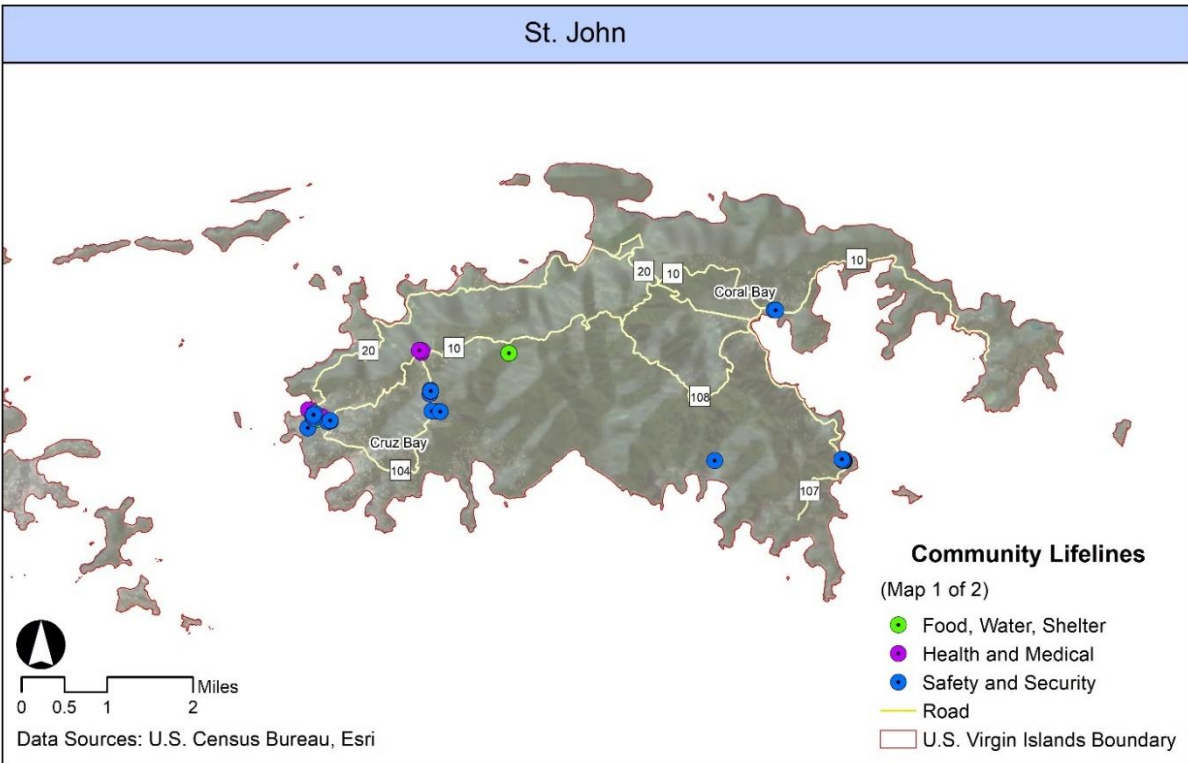 St. John
20
10
10
Coral Bay
20
10
108
Cruz Bay
104
107
Community Lifelines
(Map 1 of 2)
Food, Water, Shelter
Health and Medical
Safety and Security
Road
U.S. Virgin Islands Boundary
0 0.5 1 2 Miles
Data Sources: U.S. Census Bureau, Esri